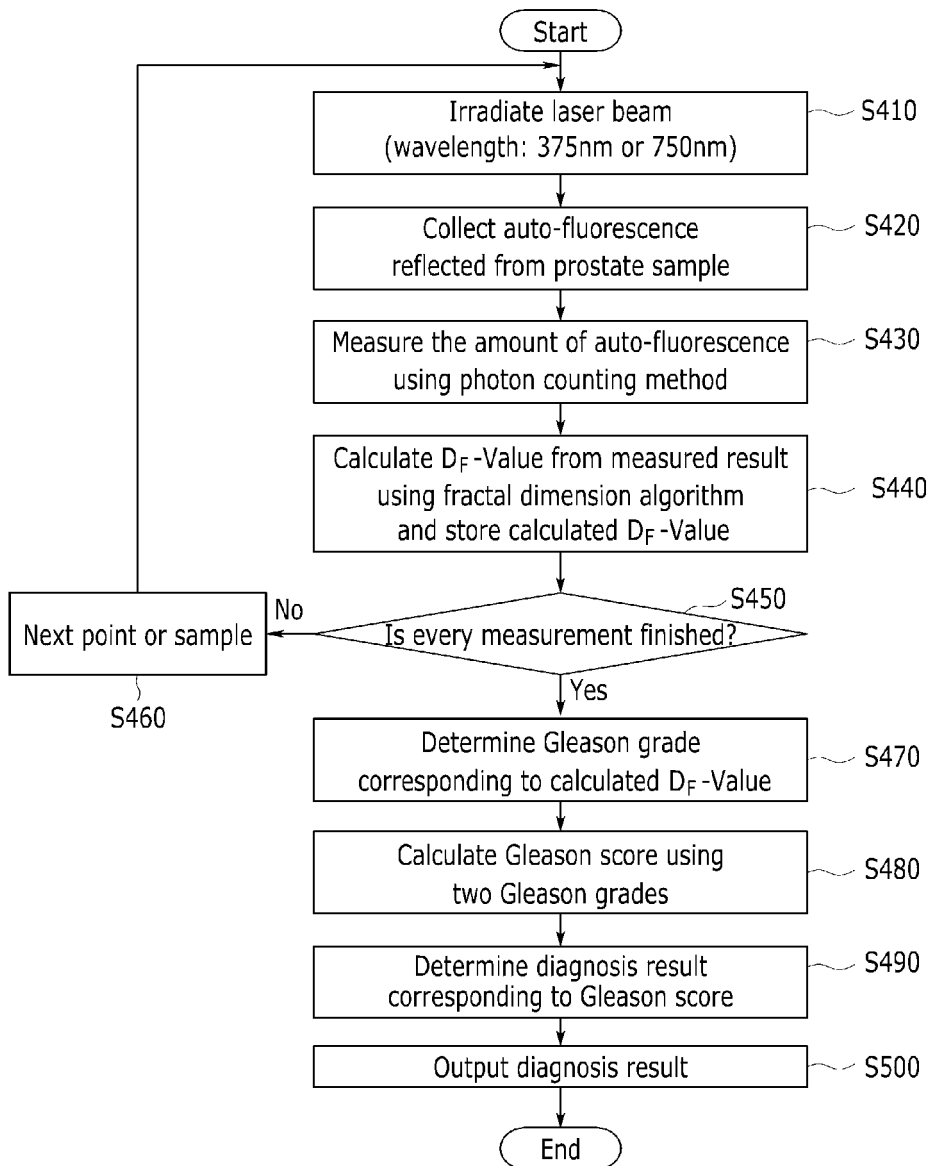 Start
Irradiate laser beam
(wavelength: 375nm or 750nm)
S410
Collect auto-fluorescence
reflected from prostate sample
S420
Measure the amount of auto-fluorescence
using photon counting method
S430
Calculate DF-Value from measured result
using fractal dimension algorithm
and store calculated DF-Value
S440
S450
Is every measurement finished?
No
Next point or sample
S460
Yes
Determine Gleason grade
corresponding to calculated DF-Value
S470
Calculate Gleason score using
two Gleason grades
S480
Determine diagnosis result
corresponding to Gleason score
S490
Output diagnosis result
S500
End